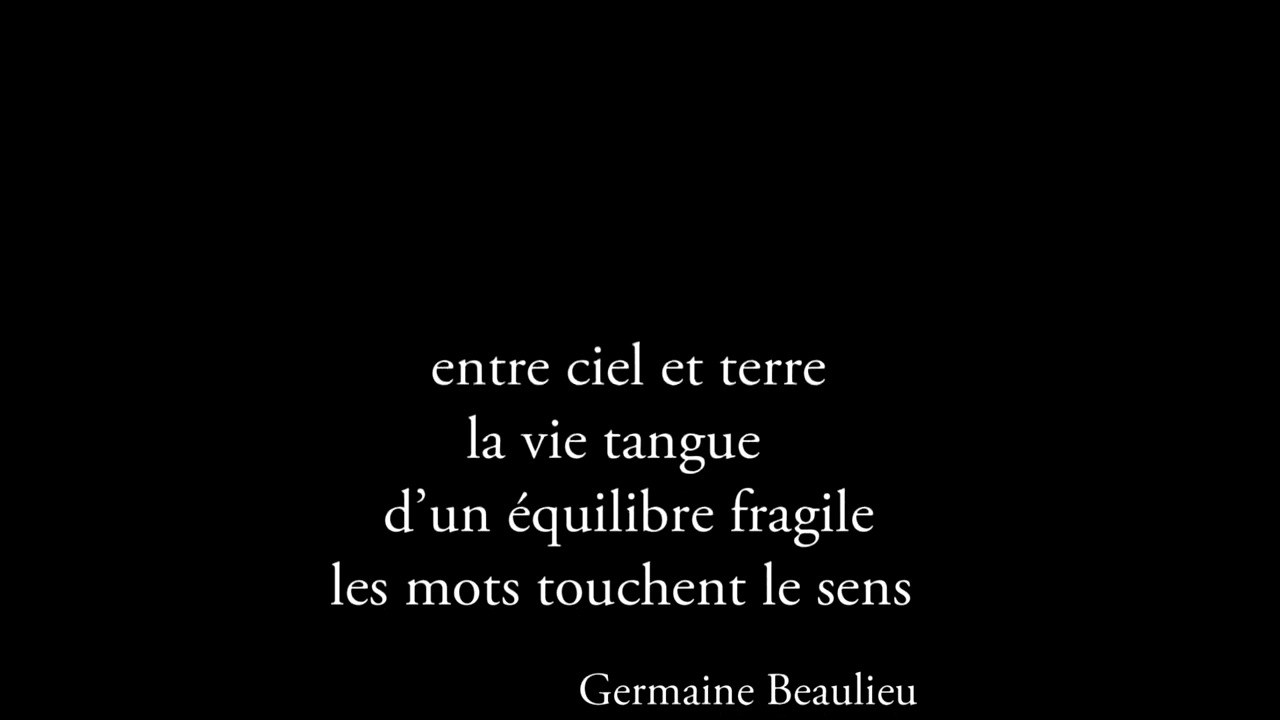 entre ciel et terre
la vie tangue
d’un équilibre fragile
les mots touchent le sens
Germaine Beaulieu